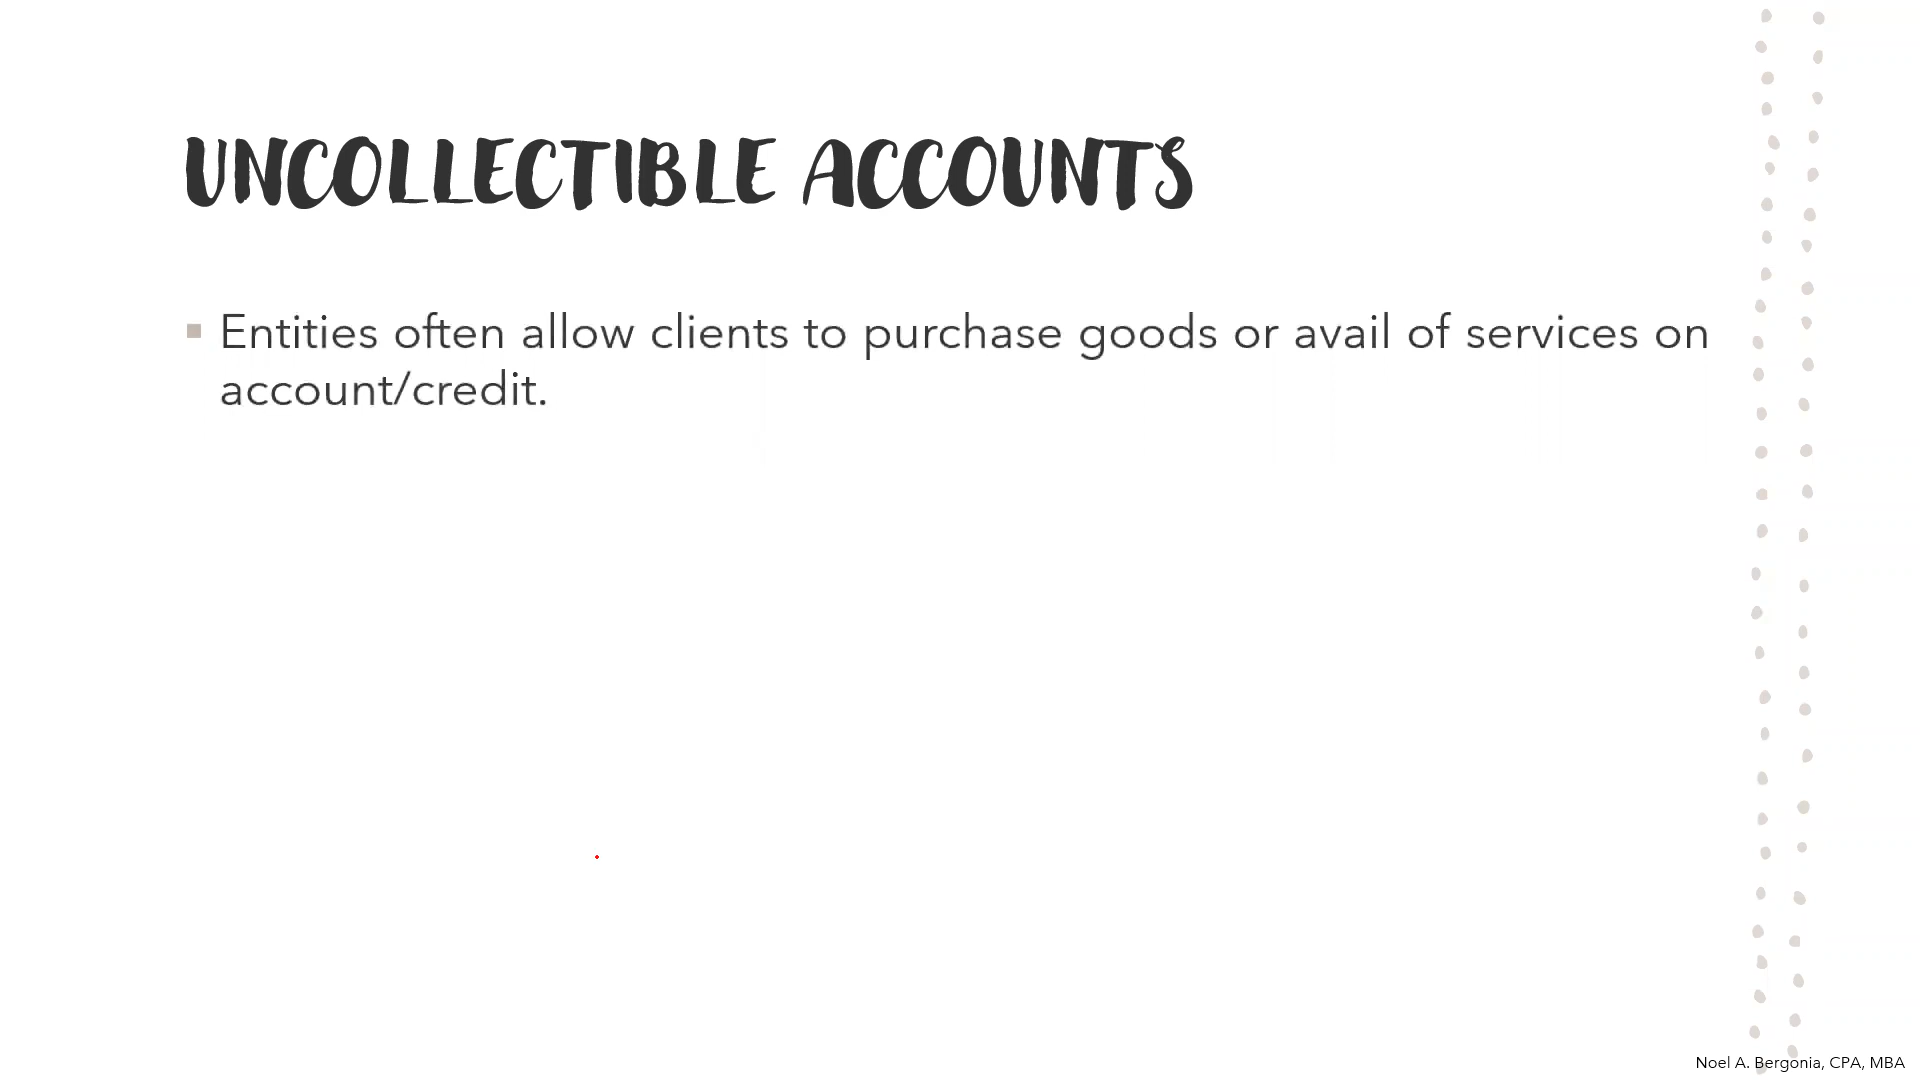 UNCOLLECTIBLE ACCOUNTS
Entities often allow clients to purchase goods or avail of services on
account/credit.
Noel A. Bergonia, CPA, MBA